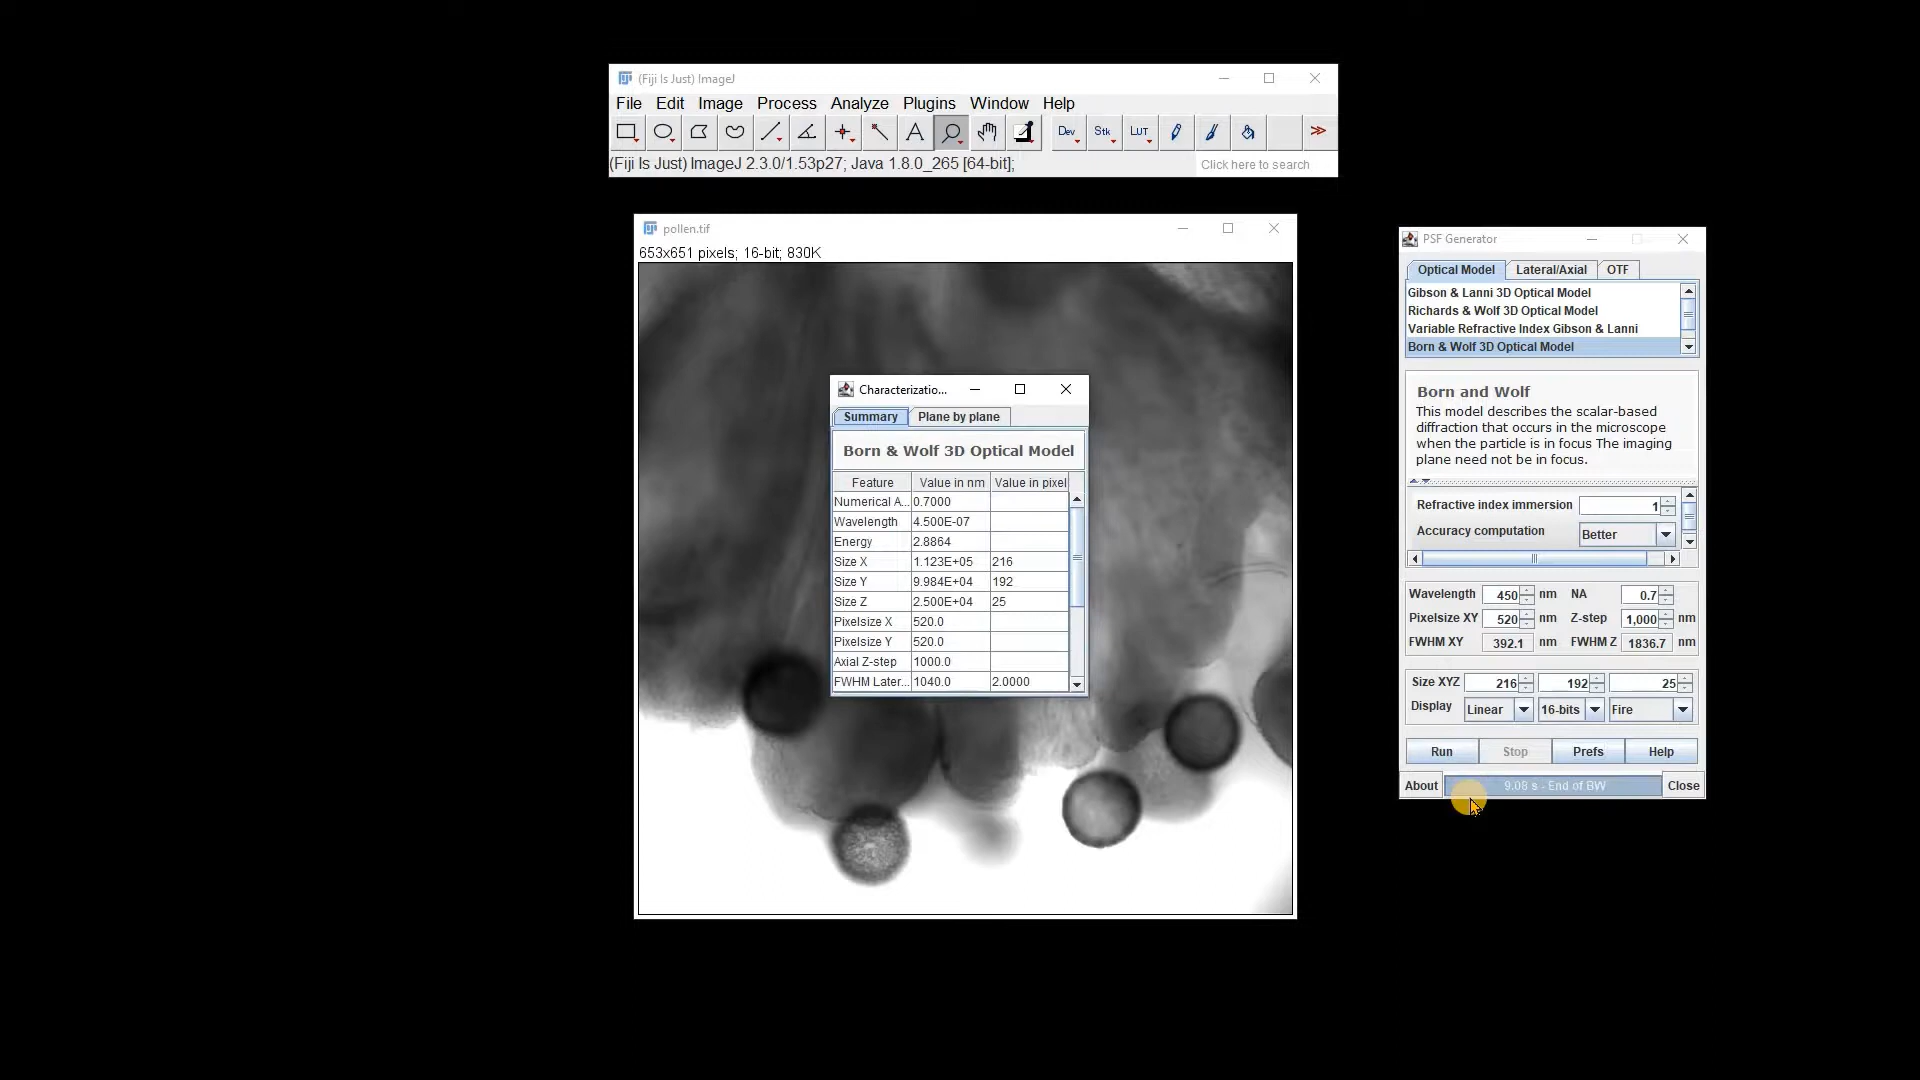 (Fiji Is Just) ImageJ
File Edit Image Process Analyze Plugins Window Help
Dev Stk LUT
(Fiji Is Just) ImageJ 2.3.0/1.53p27; Java 1.8.0_265 [64-bit];
Click here to search
pollen.tif
653x651 pixels; 16-bit; 830K
Characterizatio...
Summary Plane by plane
Born & Wolf 3D Optical Model
Feature Value in nm Value in pixel
Numerical A... 0.7000
Wavelength 4.500E-07
Energy 2.8864
Size X 1.123E+05 216
Size Y 9.984E+04 192
Size Z 2.500E+04 25
Pixelsize X 520.0
Pixelsize Y 520.0
Axial Z-step 1000.0
FWHM Later... 1040.0 2.0000
PSF Generator
Optical Model Lateral/Axial OTF
Gibson & Lanni 3D Optical Model
Richards & Wolf 3D Optical Model
Variable Refractive Index Gibson & Lanni
Born & Wolf 3D Optical Model
Born and Wolf
This model describes the scalar-based
diffraction that occurs in the microscope
when the particle is in focus The imaging
plane need not be in focus.
Refractive index immersion 1
Accuracy computation Better
Wavelength 450 nm NA 0.7
Pixelsize XY 520 nm Z-step 1,000 nm
FWHM XY 392.1 nm FWHM Z 1836.7 nm
Size XYZ 216 192 25
Display Linear 16-bits Fire
Run Stop Prefs Help
About 9.08 s - End of BW Close